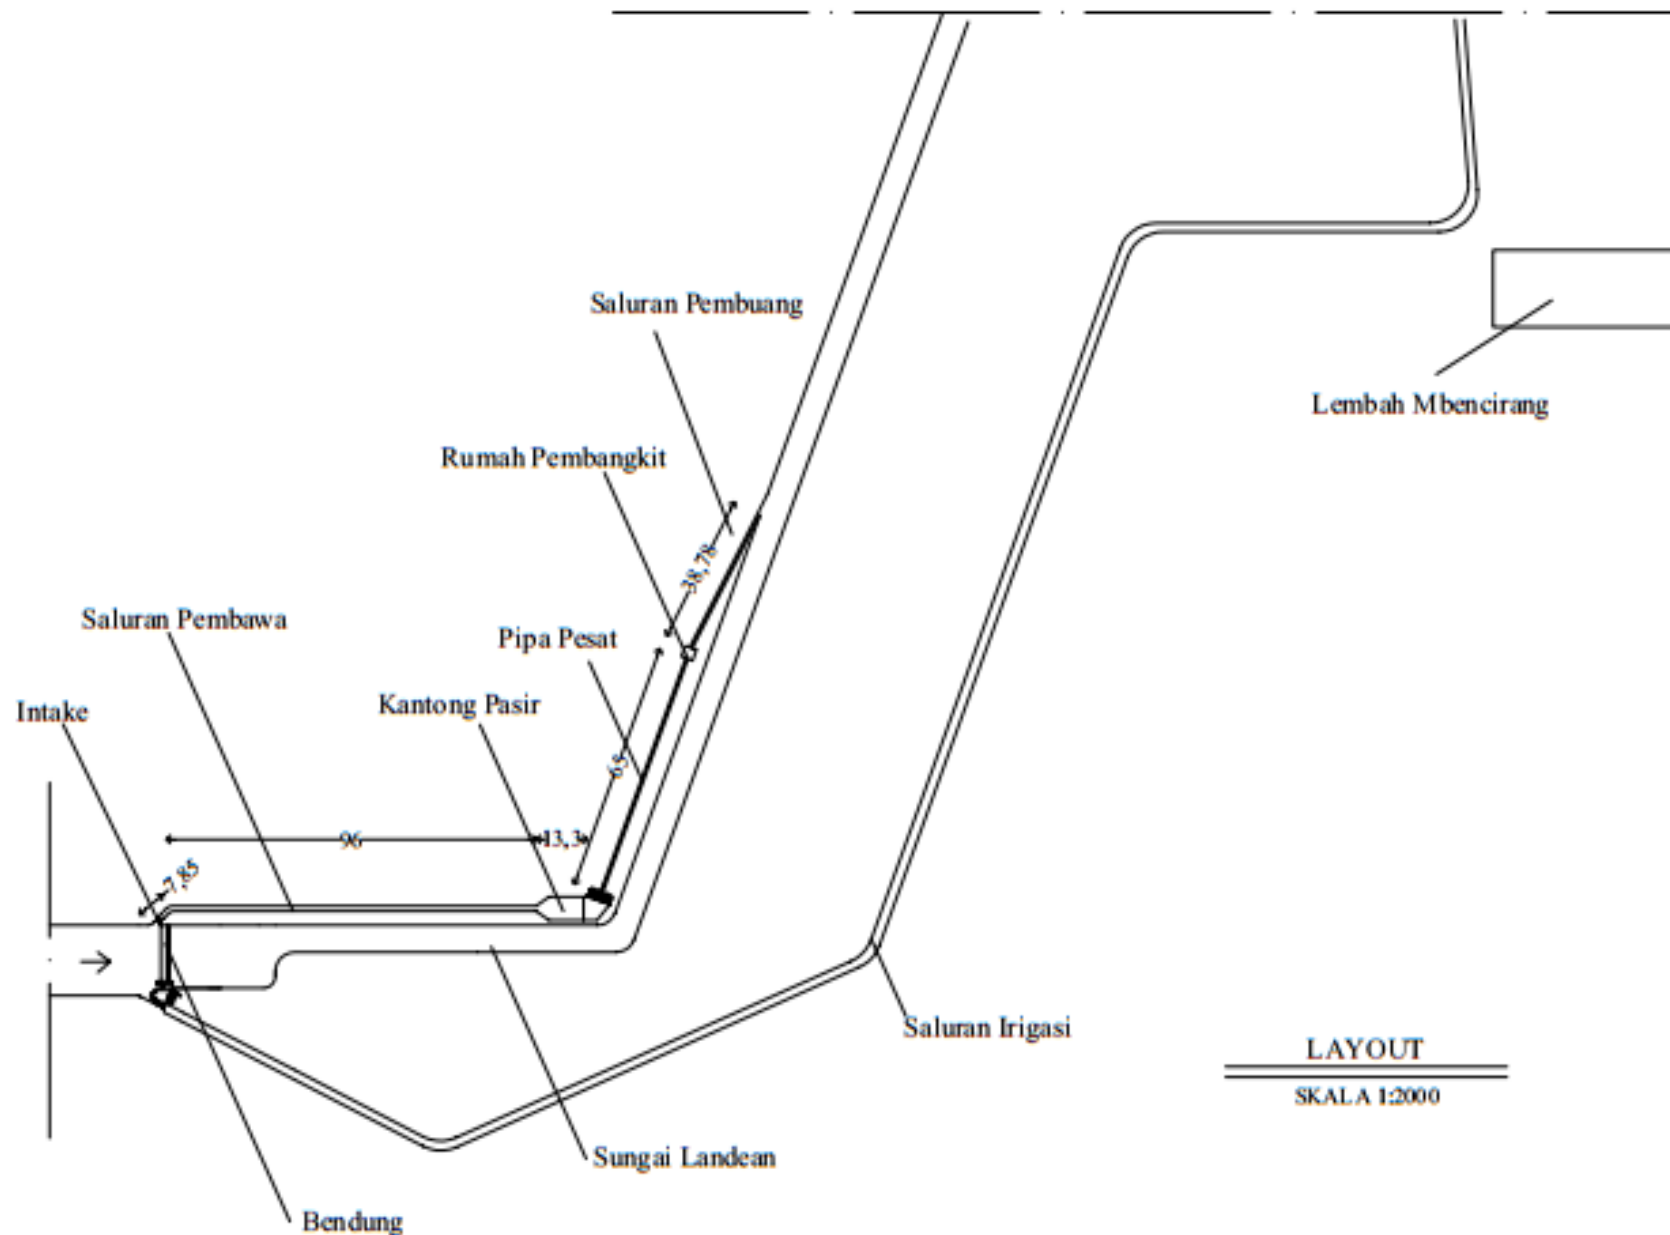 Saluran Pembuang
Lembah Mbencirang
Rumah Pembangkit
38,78
Saluran Pembawa
Pipa Pesat
Kantong Pasir
Intake
65
96
13,3
7,85
Saluran Irigasi
LAYOUT
SKALA 1:2000
Sungai Landean
Bendung